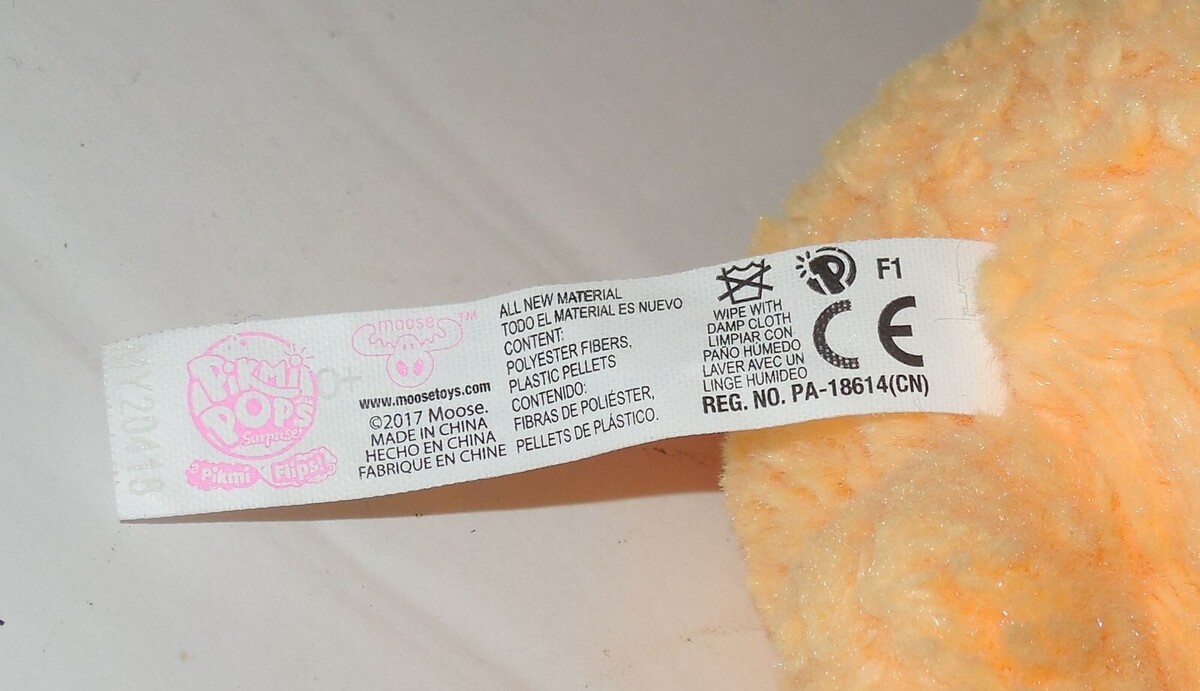 PiKMi
POPS
Surprise!
Pikmi Flips!
moose TM
www.moosetoys.com
©2017 Moose.
MADE IN CHINA
HECHO EN CHINA
FABRIQUE EN CHINE
ALL NEW MATERIAL
TODO EL MATERIAL ES NUEVO
CONTENT:
POLYESTER FIBERS,
PLASTIC PELLETS
CONTENIDO:
FIBRAS DE POLIÉSTER,
PELLETS DE PLÁSTICO.
P F1
WIPE WITH
DAMP CLOTH
LIMPIAR CON
PAÑO HÚMEDO
LAVER AVEC UN
LINGE HUMIDEO
CE
REG. NO. PA-18614(CN)